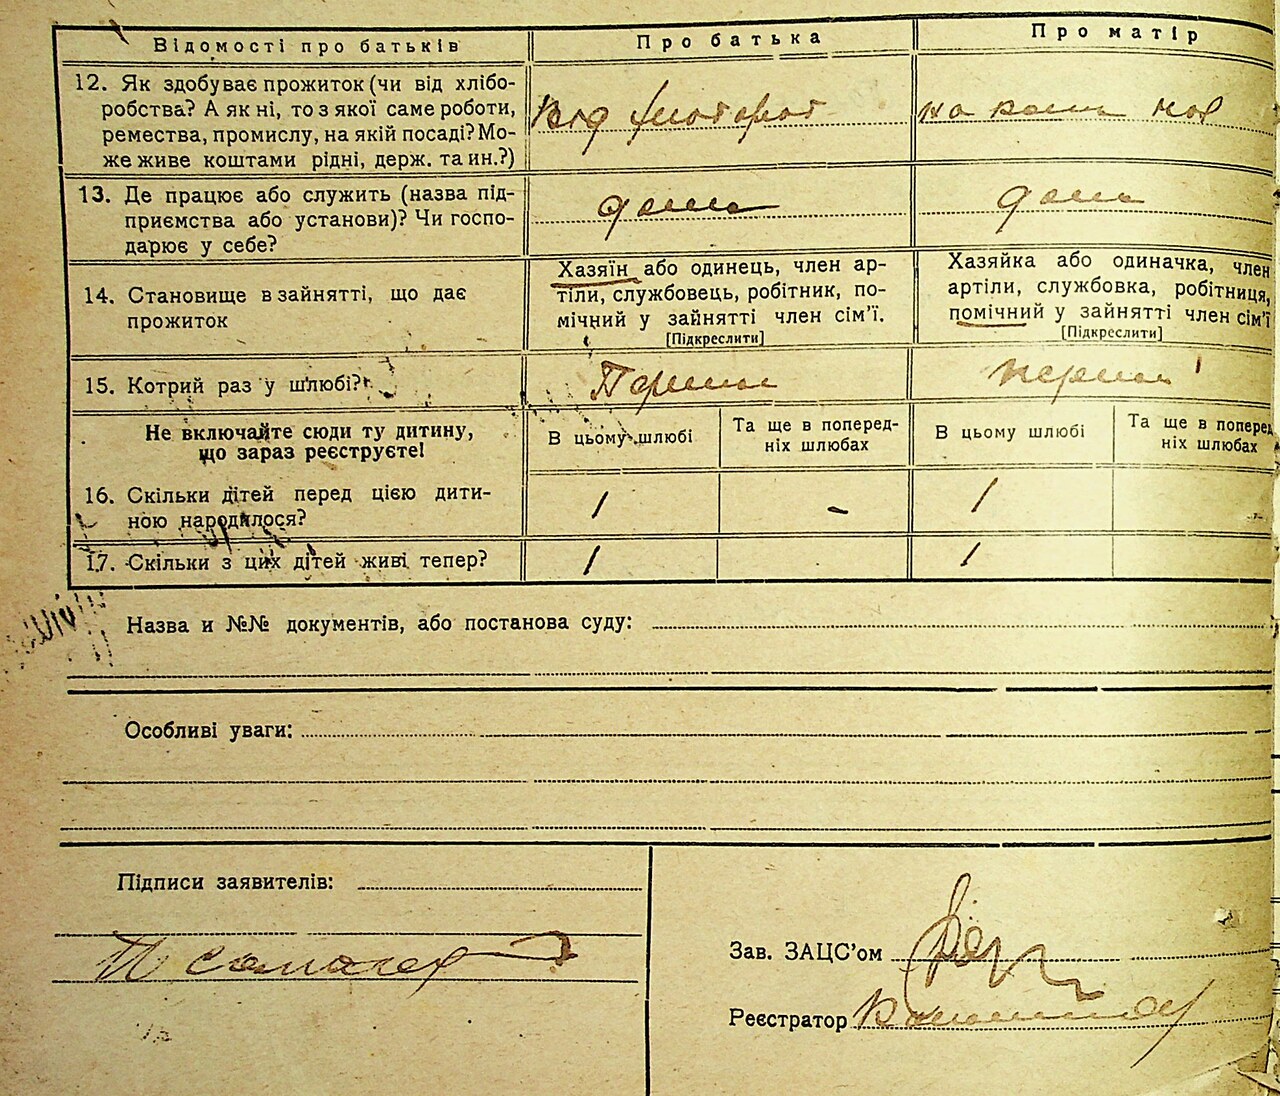 Відомості про батьків
Про батька
Про матір
12. Як здобуває прожиток (чи від хлібо-
робства? А як ні, то з якої саме роботи,
ремества, промислу, на якій посаді? Мо-
же живе коштами рідні, держ. та ин.?)
Від
на кош
13. Де працює або служить (назва під-
приємства або установи)? Чи госпо-
дарює у себе?
дома
дома
14. Становище в зайнятті, що дає
прожиток
Хазяїн або одинець, член ар-
тіли, службовець, робітник, по-
мічний у зайнятті член сім’ї.
[Підкреслити]
Хазяйка або одиначка, член
артіли, службовка, робітниця,
помічний у зайнятті член сім’ї
[Підкреслити]
15. Котрий раз у шлюбі?
Перший
перший
Не включайте сюди ту дитину,
що зараз реєструєте!
В цьому шлюбі
Та ще в поперед-
ніх шлюбах
В цьому шлюбі
Та ще в поперед
ніх шлюбах
16. Скільки дітей перед цією дити-
ною народилося?
1
-
1
17. Скільки з цих дітей живі тепер?
1
1
Назва и №№ документів, або постанова суду:
Особливі уваги:
Підписи заявителів:
Зав. ЗАЦС’ом
Реєстратор